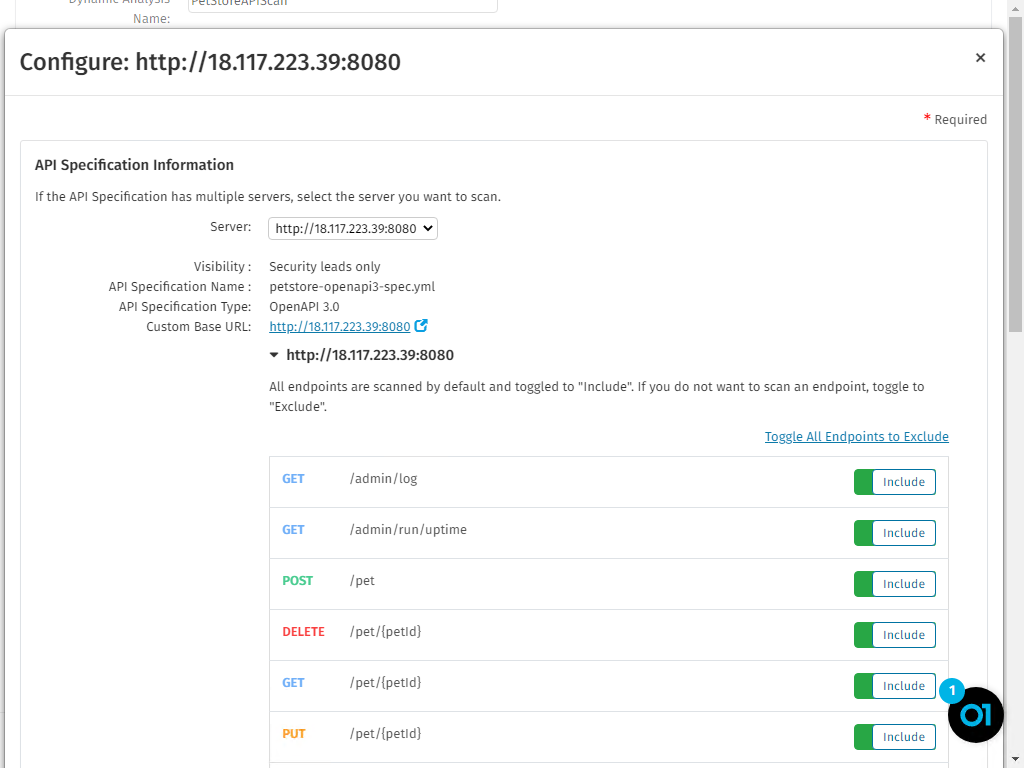 Dynamic Analysis
Name:
PetStoreAPIScan
Configure: http://18.117.223.39:8080
×
* Required
API Specification Information
If the API Specification has multiple servers, select the server you want to scan.
Server: http://18.117.223.39:8080
Visibility : Security leads only
API Specification Name : petstore-openapi3-spec.yml
API Specification Type: OpenAPI 3.0
Custom Base URL: http://18.117.223.39:8080
http://18.117.223.39:8080
All endpoints are scanned by default and toggled to "Include". If you do not want to scan an endpoint, toggle to
"Exclude".
Toggle All Endpoints to Exclude
GET /admin/log Include
GET /admin/run/uptime Include
POST /pet Include
DELETE /pet/{petId} Include
GET /pet/{petId} Include
1
PUT /pet/{petId} Include